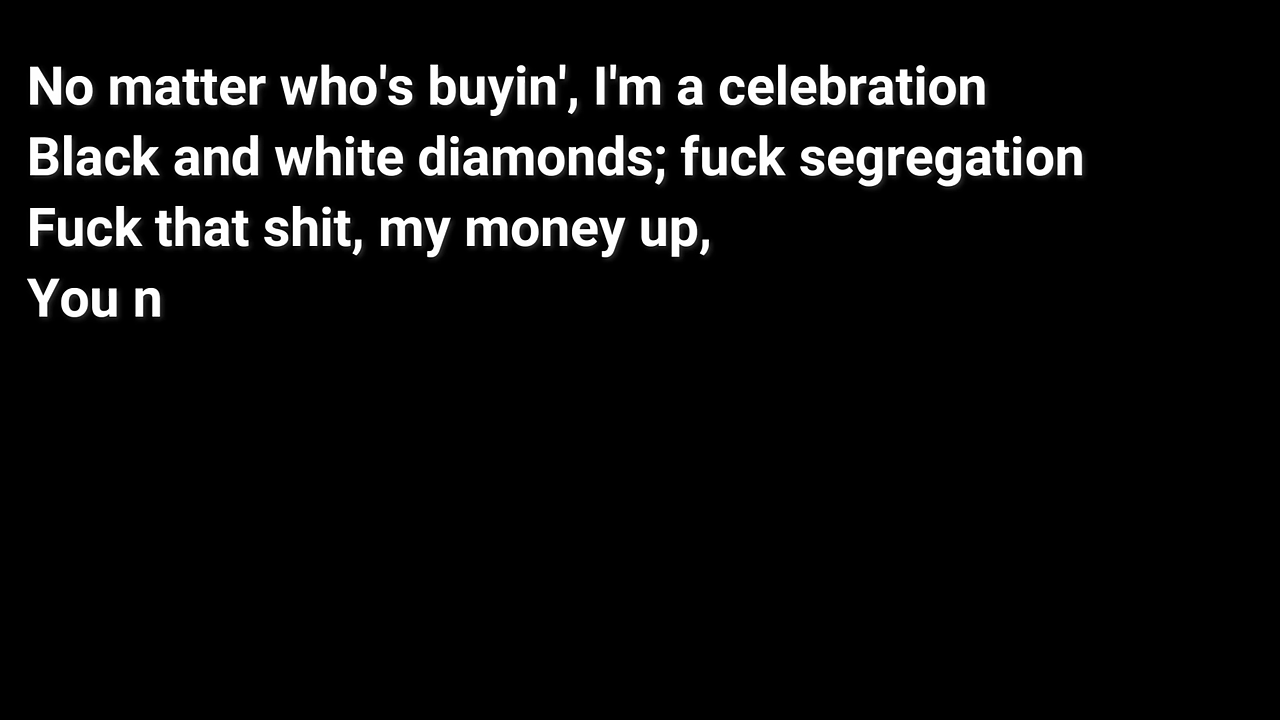 No matter who's buyin', I'm a celebration
Black and white diamonds; fuck segregation
Fuck that shit, my money up,
You n